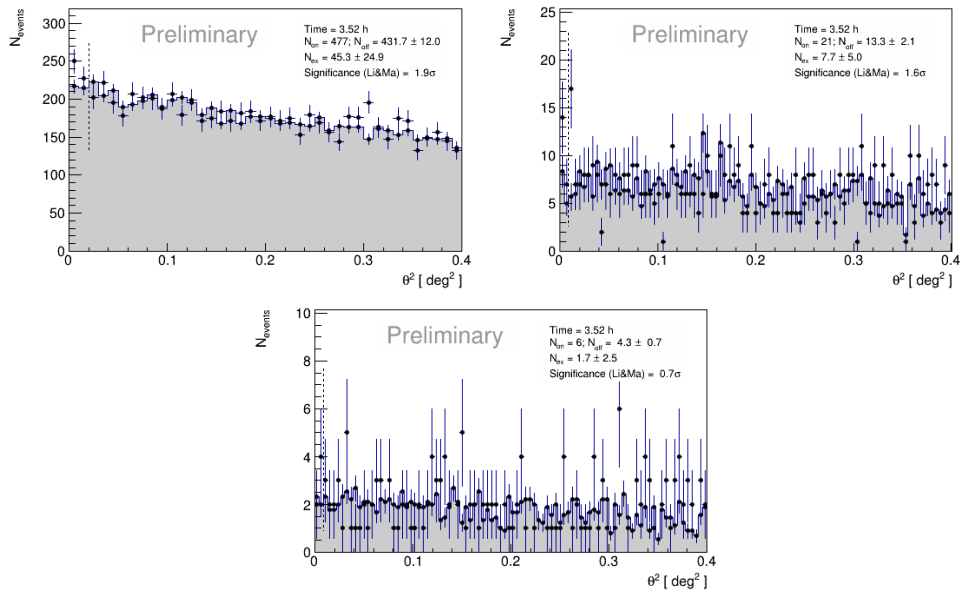 Preliminary
Time = 3.52 h
N_on = 477; N_off = 431.7 ± 12.0
N_ex = 45.3 ± 24.9
Significance (Li&Ma) = 1.9σ
N_events
300
250
200
150
100
50
0
0 0.1 0.2 0.3 0.4
θ² [ deg² ]
Preliminary
Time = 3.52 h
N_on = 21; N_off = 13.3 ± 2.1
N_ex = 7.7 ± 5.0
Significance (Li&Ma) = 1.6σ
N_events
25
20
15
10
5
0
0 0.1 0.2 0.3 0.4
θ² [ deg² ]
Preliminary
Time = 3.52 h
N_on = 6; N_off = 4.3 ± 0.7
N_ex = 1.7 ± 2.5
Significance (Li&Ma) = 0.7σ
N_events
10
8
6
4
2
0
0 0.1 0.2 0.3 0.4
θ² [ deg² ]